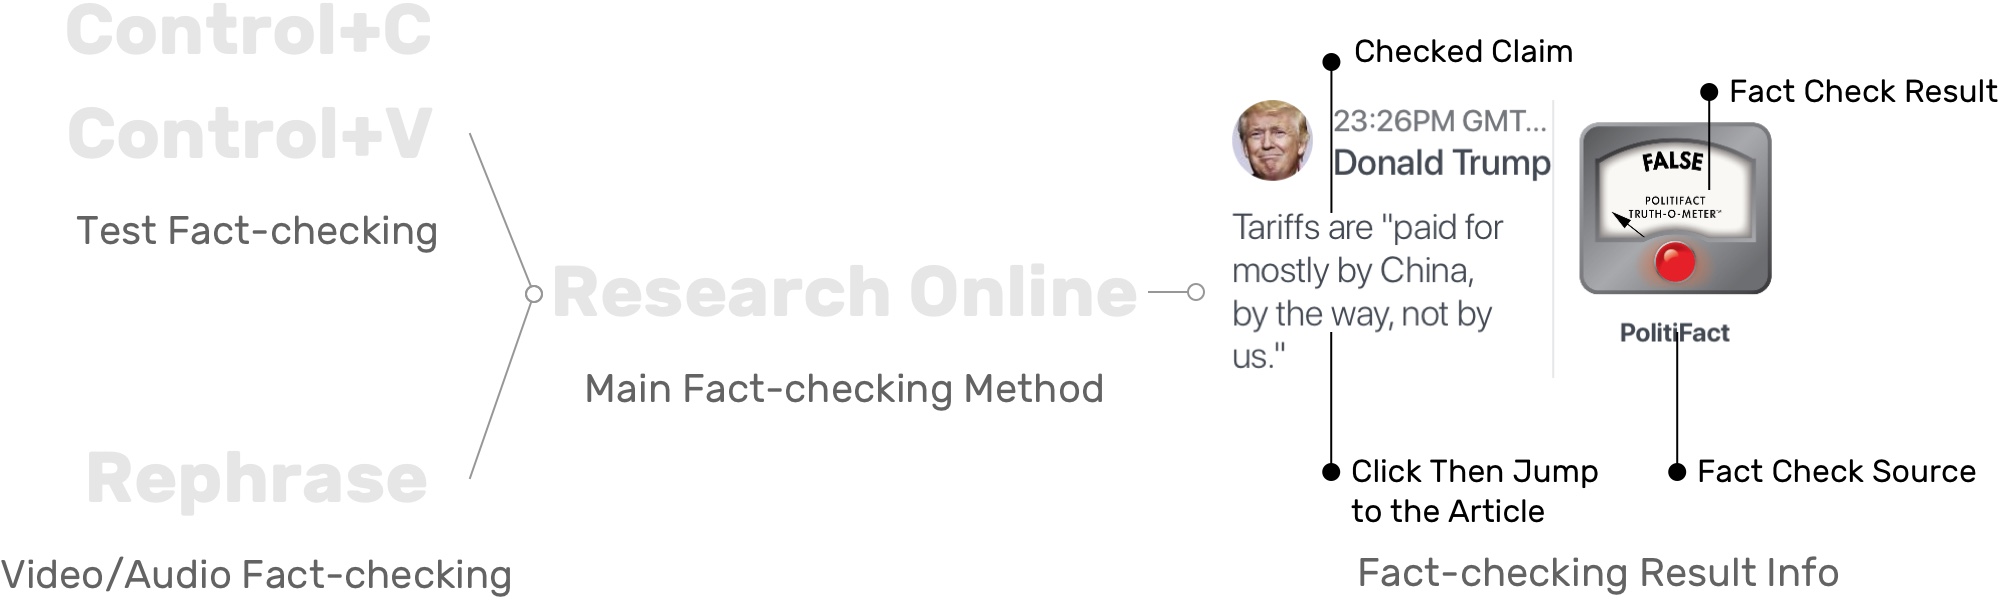 Control+C
Control+V
Test Fact-checking
Rephrase
Video/Audio Fact-checking
Research Online
Main Fact-checking Method
Checked Claim
Fact Check Result
23:26PM GMT...
Donald Trump
Tariffs are "paid for
mostly by China,
by the way, not by
us."
FALSE
POLITIFACT
TRUTH-O-METER℠
PolitiFact
Click Then Jump
to the Article
Fact Check Source
Fact-checking Result Info